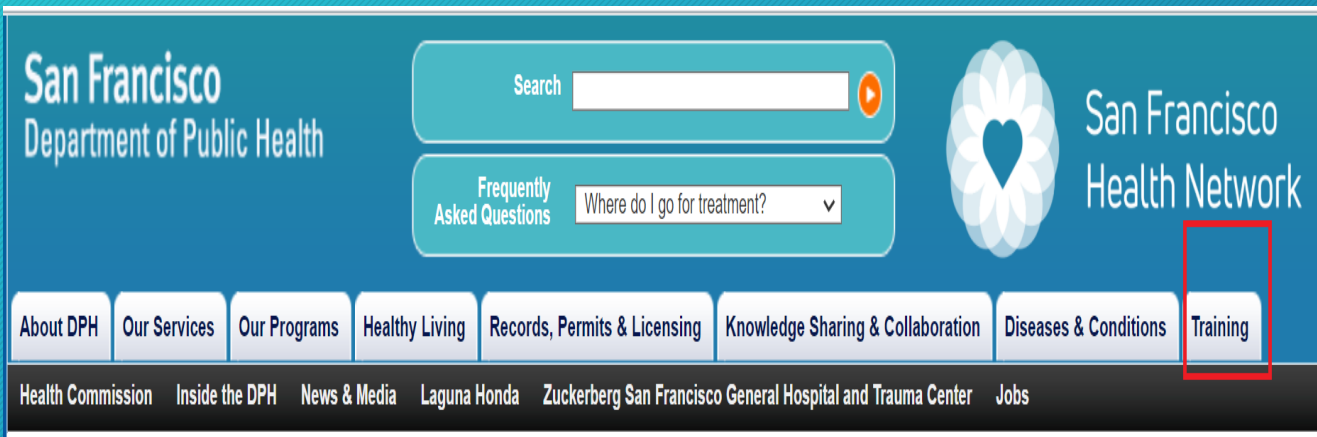 San Francisco
Department of Public Health
Search
Frequently
Asked Questions
Where do I go for treatment?
San Francisco
Health Network
About DPH Our Services Our Programs Healthy Living Records, Permits & Licensing Knowledge Sharing & Collaboration Diseases & Conditions Training
Health Commission Inside the DPH News & Media Laguna Honda Zuckerberg San Francisco General Hospital and Trauma Center Jobs